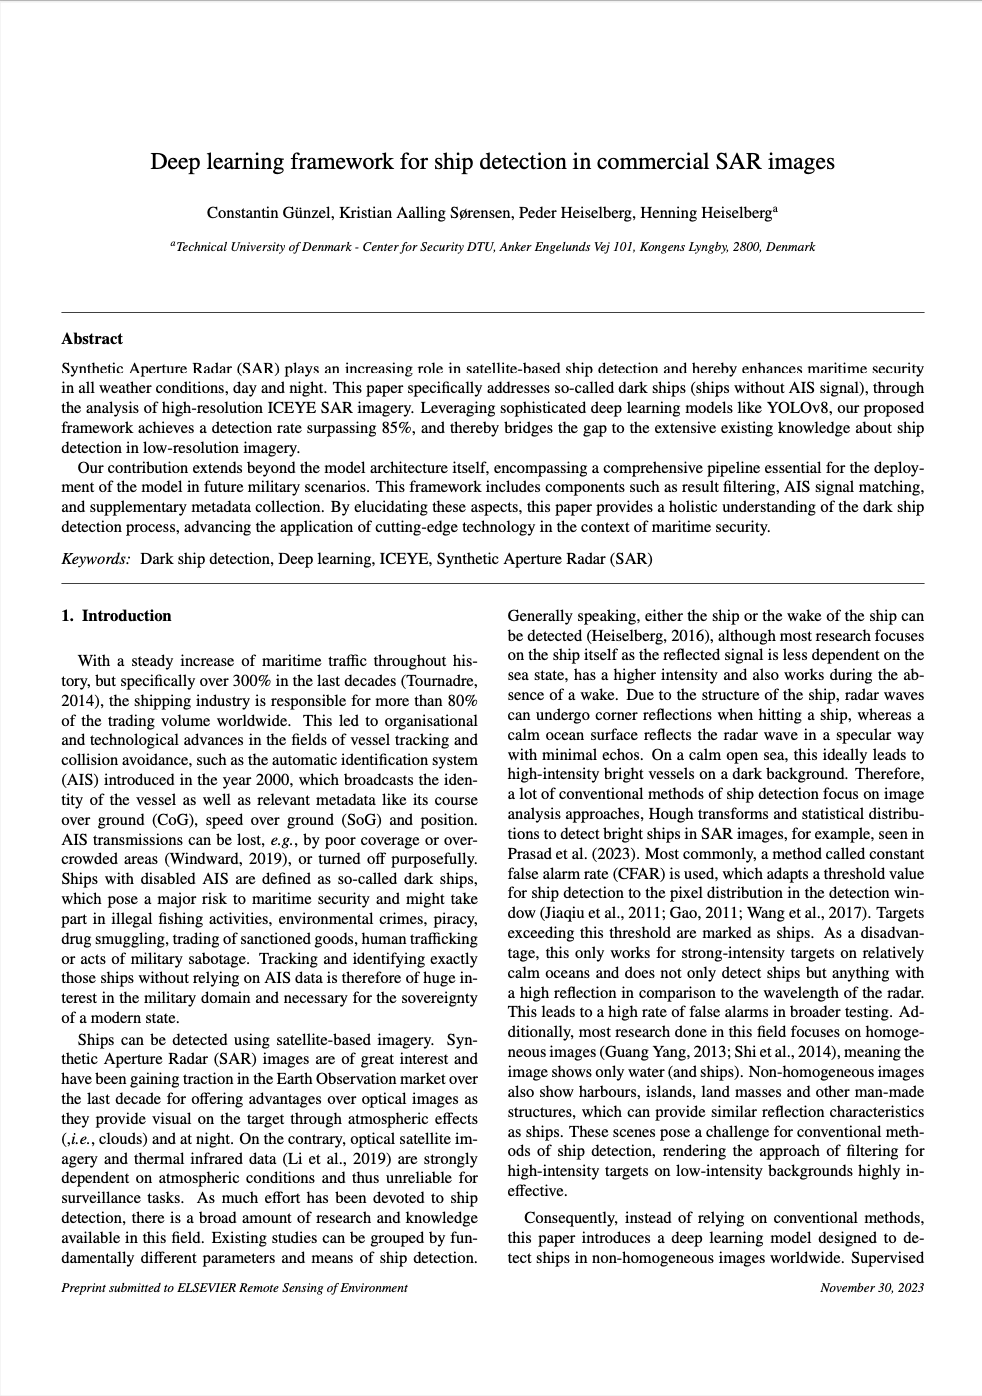 Deep learning framework for ship detection in commercial SAR images
Constantin Günzel, Kristian Aalling Sørensen, Peder Heiselberg, Henning Heiselbergᵃ
ᵃTechnical University of Denmark - Center for Security DTU, Anker Engelunds Vej 101, Kongens Lyngby, 2800, Denmark
Abstract
Synthetic Aperture Radar (SAR) plays an increasing role in satellite-based ship detection and hereby enhances maritime security
in all weather conditions, day and night. This paper specifically addresses so-called dark ships (ships without AIS signal), through
the analysis of high-resolution ICEYE SAR imagery. Leveraging sophisticated deep learning models like YOLOv8, our proposed
framework achieves a detection rate surpassing 85%, and thereby bridges the gap to the extensive existing knowledge about ship
detection in low-resolution imagery.
Our contribution extends beyond the model architecture itself, encompassing a comprehensive pipeline essential for the deploy-
ment of the model in future military scenarios. This framework includes components such as result filtering, AIS signal matching,
and supplementary metadata collection. By elucidating these aspects, this paper provides a holistic understanding of the dark ship
detection process, advancing the application of cutting-edge technology in the context of maritime security.
Keywords: Dark ship detection, Deep learning, ICEYE, Synthetic Aperture Radar (SAR)
1. Introduction
With a steady increase of maritime traffic throughout his-
tory, but specifically over 300% in the last decades (Tournadre,
2014), the shipping industry is responsible for more than 80%
of the trading volume worldwide. This led to organisational
and technological advances in the fields of vessel tracking and
collision avoidance, such as the automatic identification system
(AIS) introduced in the year 2000, which broadcasts the iden-
tity of the vessel as well as relevant metadata like its course
over ground (CoG), speed over ground (SoG) and position.
AIS transmissions can be lost, e.g., by poor coverage or over-
crowded areas (Windward, 2019), or turned off purposefully.
Ships with disabled AIS are defined as so-called dark ships,
which pose a major risk to maritime security and might take
part in illegal fishing activities, environmental crimes, piracy,
drug smuggling, trading of sanctioned goods, human trafficking
or acts of military sabotage. Tracking and identifying exactly
those ships without relying on AIS data is therefore of huge in-
terest in the military domain and necessary for the sovereignty
of a modern state.
Ships can be detected using satellite-based imagery. Syn-
thetic Aperture Radar (SAR) images are of great interest and
have been gaining traction in the Earth Observation market over
the last decade for offering advantages over optical images as
they provide visual on the target through atmospheric effects
(,i.e., clouds) and at night. On the contrary, optical satellite im-
agery and thermal infrared data (Li et al., 2019) are strongly
dependent on atmospheric conditions and thus unreliable for
surveillance tasks. As much effort has been devoted to ship
detection, there is a broad amount of research and knowledge
available in this field. Existing studies can be grouped by fun-
damentally different parameters and means of ship detection.
Generally speaking, either the ship or the wake of the ship can
be detected (Heiselberg, 2016), although most research focuses
on the ship itself as the reflected signal is less dependent on the
sea state, has a higher intensity and also works during the ab-
sence of a wake. Due to the structure of the ship, radar waves
can undergo corner reflections when hitting a ship, whereas a
calm ocean surface reflects the radar wave in a specular way
with minimal echos. On a calm open sea, this ideally leads to
high-intensity bright vessels on a dark background. Therefore,
a lot of conventional methods of ship detection focus on image
analysis approaches, Hough transforms and statistical distribu-
tions to detect bright ships in SAR images, for example, seen in
Prasad et al. (2023). Most commonly, a method called constant
false alarm rate (CFAR) is used, which adapts a threshold value
for ship detection to the pixel distribution in the detection win-
dow (Jiaqiu et al., 2011; Gao, 2011; Wang et al., 2017). Targets
exceeding this threshold are marked as ships. As a disadvan-
tage, this only works for strong-intensity targets on relatively
calm oceans and does not only detect ships but anything with
a high reflection in comparison to the wavelength of the radar.
This leads to a high rate of false alarms in broader testing. Ad-
ditionally, most research done in this field focuses on homoge-
neous images (Guang Yang, 2013; Shi et al., 2014), meaning the
image shows only water (and ships). Non-homogeneous images
also show harbours, islands, land masses and other man-made
structures, which can provide similar reflection characteristics
as ships. These scenes pose a challenge for conventional meth-
ods of ship detection, rendering the approach of filtering for
high-intensity targets on low-intensity backgrounds highly in-
effective.
Consequently, instead of relying on conventional methods,
this paper introduces a deep learning model designed to de-
tect ships in non-homogeneous images worldwide. Supervised
Preprint submitted to ELSEVIER Remote Sensing of Environment
November 30, 2023